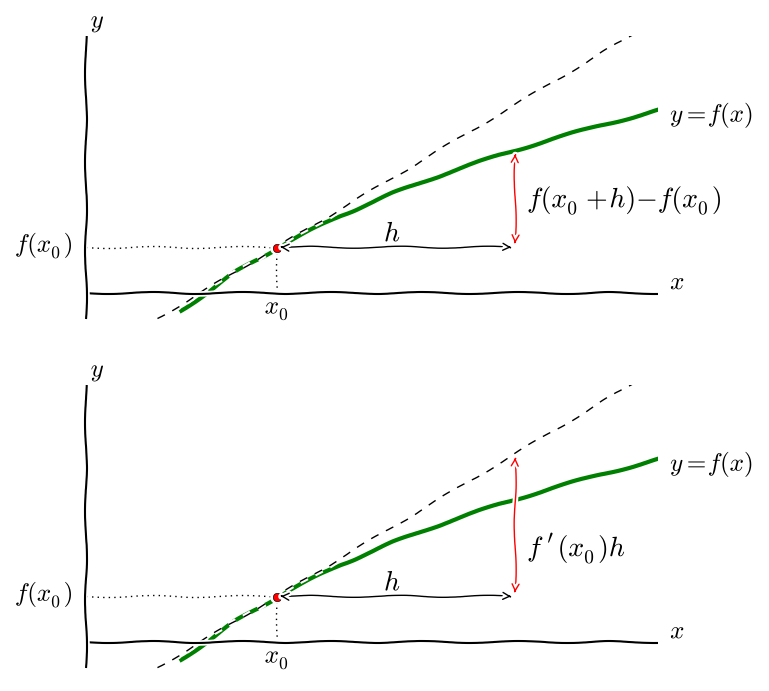 y
y=f(x)
f(x₀+h)−f(x₀)
h
f(x₀)
x
x₀
y
y=f(x)
f′(x₀)h
h
f(x₀)
x
x₀